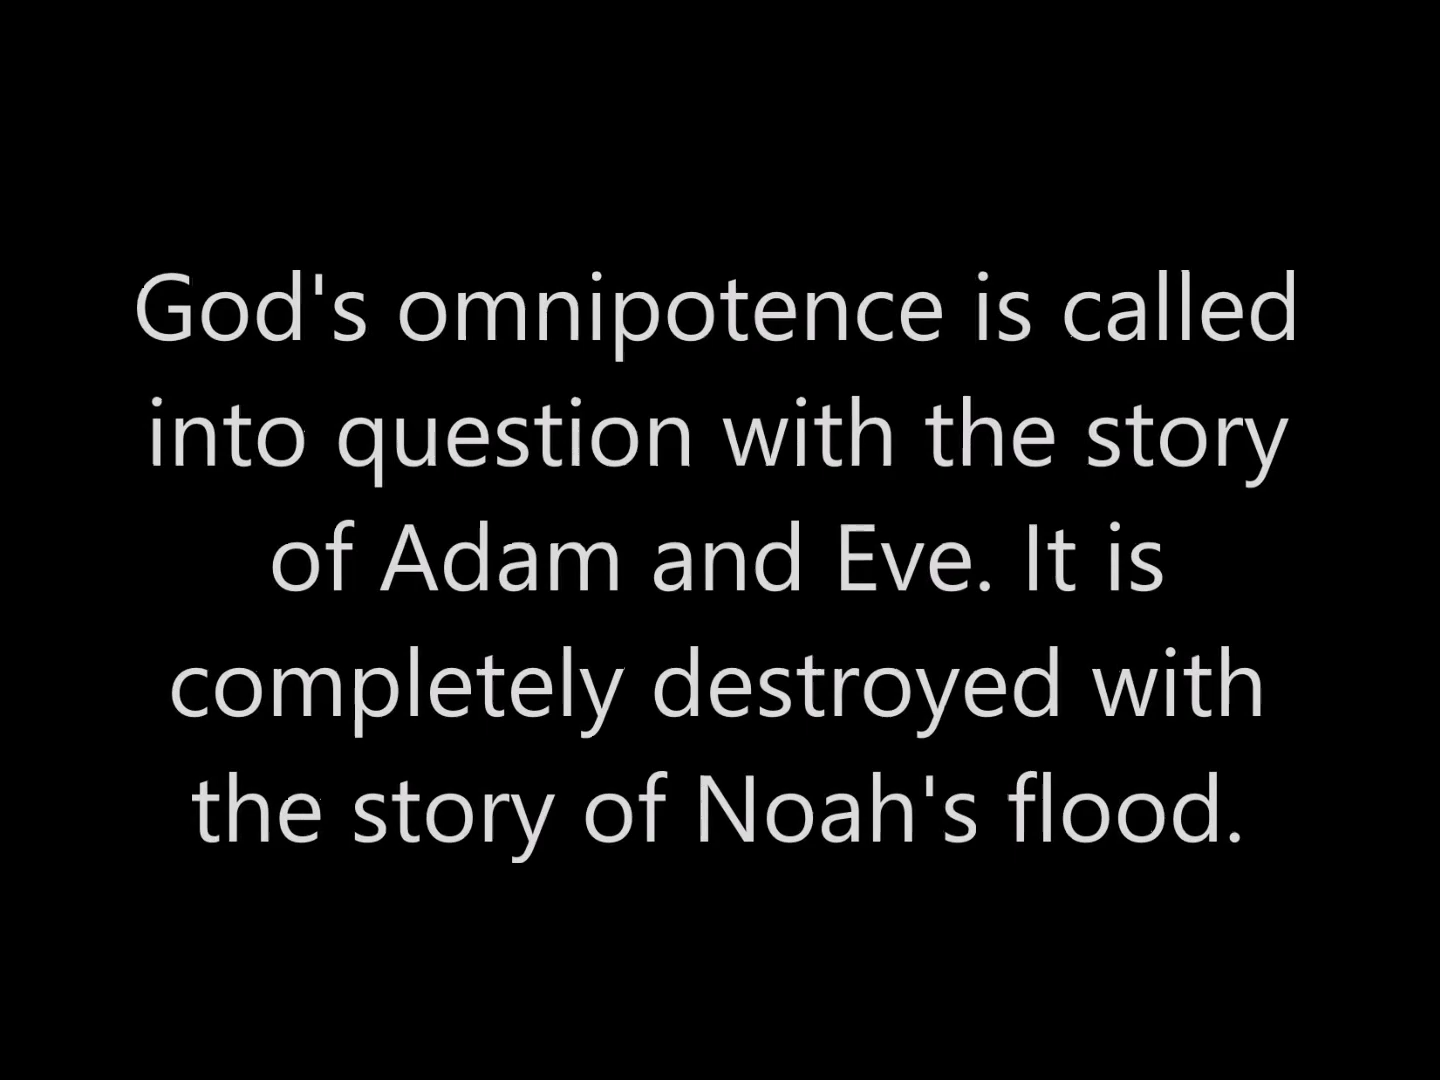 God's omnipotence is called
into question with the story
of Adam and Eve. It is
completely destroyed with
the story of Noah's flood.